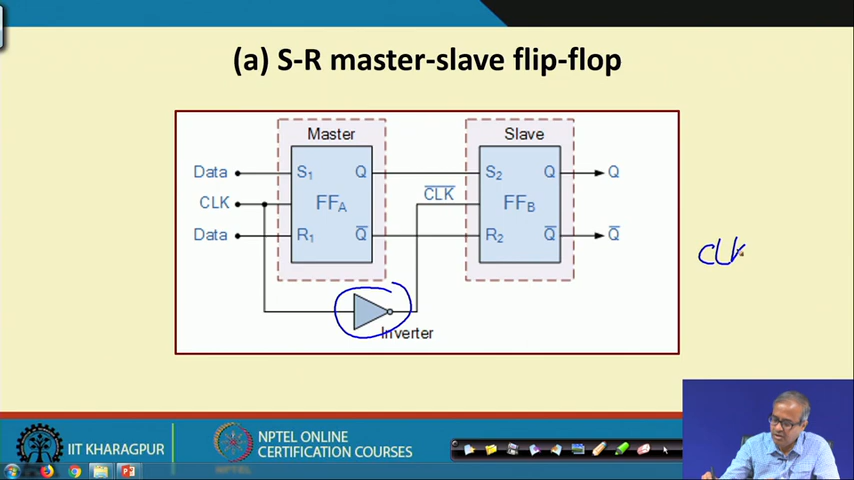 (a) S-R master-slave flip-flop
Master
Slave
Data
S1
Q
S2
Q
Q
CLK
FFA
CLK
FFB
Data
R1
Q
R2
Q
Q
Inverter
CLK
IIT KHARAGPUR
NPTEL
NPTEL ONLINE
CERTIFICATION COURSES